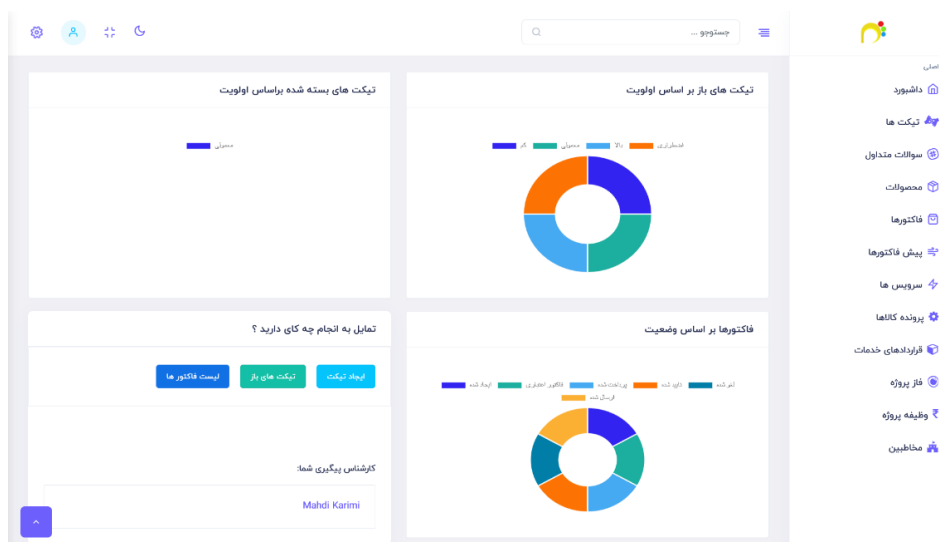 جستوجو ...
اصلی
داشبورد
تیکت ها
سوالات متداول
محصولات
فاکتورها
پیش فاکتورها
سرویس ها
پرونده کالاها
قراردادهای خدمات
فاز پروژه
وظیفه پروژه
مخاطبین
تیکت های باز بر اساس اولویت
اضطراری بالا معمولی کم
تیکت های بسته شده براساس اولویت
معمولی
فاکتورها بر اساس وضعیت
لغو شده تایید شده پرداخت شده فاکتور اعتباری ایجاد شده
ارسال شده
تمایل به انجام چه کای دارید ؟
ایجاد تیکت تیکت های باز لیست فاکتور ها
کارشناس پیگیری شما:
Mahdi Karimi